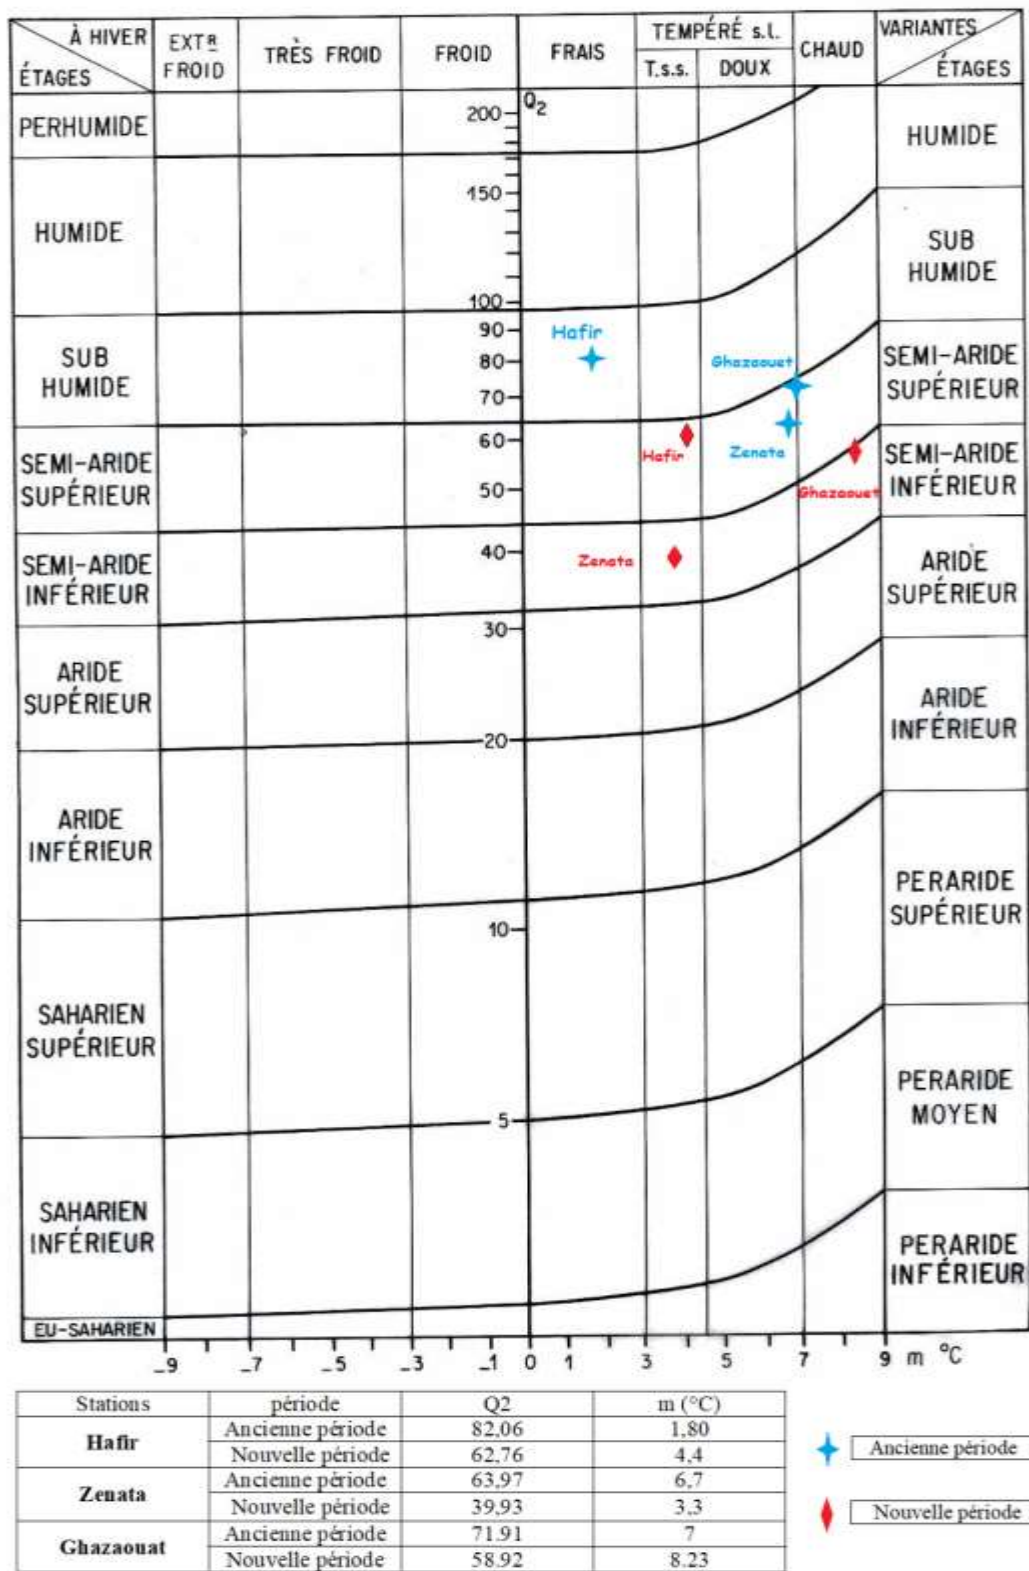 À HIVER
ÉTAGES
EXTR FROID
TRÈS FROID
FROID
FRAIS
TEMPÉRÉ s.l.
T.s.s.
DOUX
CHAUD
VARIANTES
ÉTAGES
PERHUMIDE
HUMIDE
SUB
HUMIDE
SEMI-ARIDE
SUPÉRIEUR
SEMI-ARIDE
INFÉRIEUR
ARIDE
SUPÉRIEUR
ARIDE
INFÉRIEUR
SAHARIEN
SUPÉRIEUR
SAHARIEN
INFÉRIEUR
EU-SAHARIEN
Q2
200
150
100
90
80
70
60
50
40
30
20
10
5
Hafir
Ghazaouet
Zenata
Hafir
Ghazaouet
Zenata
HUMIDE
SUB
HUMIDE
SEMI-ARIDE
SUPÉRIEUR
SEMI-ARIDE
INFÉRIEUR
ARIDE
SUPÉRIEUR
ARIDE
INFÉRIEUR
PERARIDE
SUPÉRIEUR
PERARIDE
MOYEN
PERARIDE
INFÉRIEUR
_9 _7 _5 _3 _1 0 1 3 5 7 9 m °C
Stations période Q2 m (°C)
Hafir Ancienne période 82,06 1,80
Nouvelle période 62,76 4,4
Zenata Ancienne période 63,97 6,7
Nouvelle période 39,93 3,3
Ghazaouat Ancienne période 71.91 7
Nouvelle période 58.92 8.23
Ancienne période
Nouvelle période